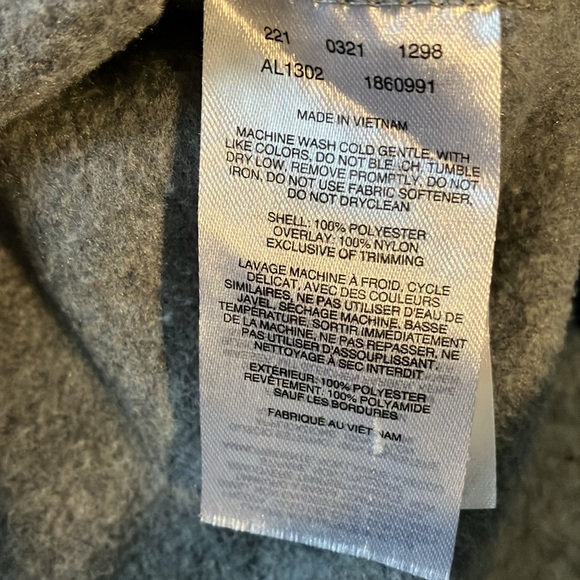 221 0321 1298
AL1302 1860991
MADE IN VIETNAM
MACHINE WASH COLD GENTLE, WITH
LIKE COLORS, DO NOT BLEACH, TUMBLE
DRY LOW, REMOVE PROMPTLY, DO NOT
IRON, DO NOT USE FABRIC SOFTENER,
DO NOT DRYCLEAN
SHELL: 100% POLYESTER
OVERLAY: 100% NYLON
EXCLUSIVE OF TRIMMING
LAVAGE MACHINE À FROID, CYCLE
DÉLICAT, AVEC DES COULEURS
SIMILAIRES, NE PAS UTILISER D'EAU DE
JAVEL, SÉCHAGE MACHINE, BASSE
TEMPÉRATURE, SORTIR IMMÉDIATEMENT
DE LA MACHINE, NE PAS REPASSER, NE
PAS UTILISER D'ASSOUPLISSANT,
NETTOYAGE À SEC INTERDIT
EXTÉRIEUR: 100% POLYESTER
REVÊTEMENT: 100% POLYAMIDE
SAUF LES BORDURES
FABRIQUÉ AU VIETNAM